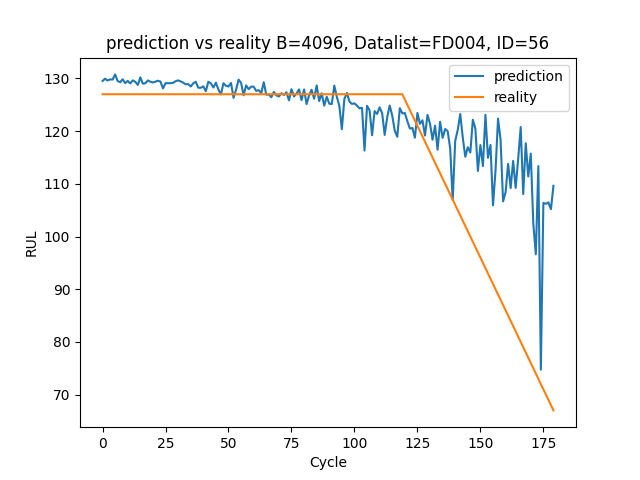 prediction vs reality B=4096, Datalist=FD004, ID=56
prediction
reality
RUL
130
120
110
100
90
80
70
0 25 50 75 100 125 150 175
Cycle